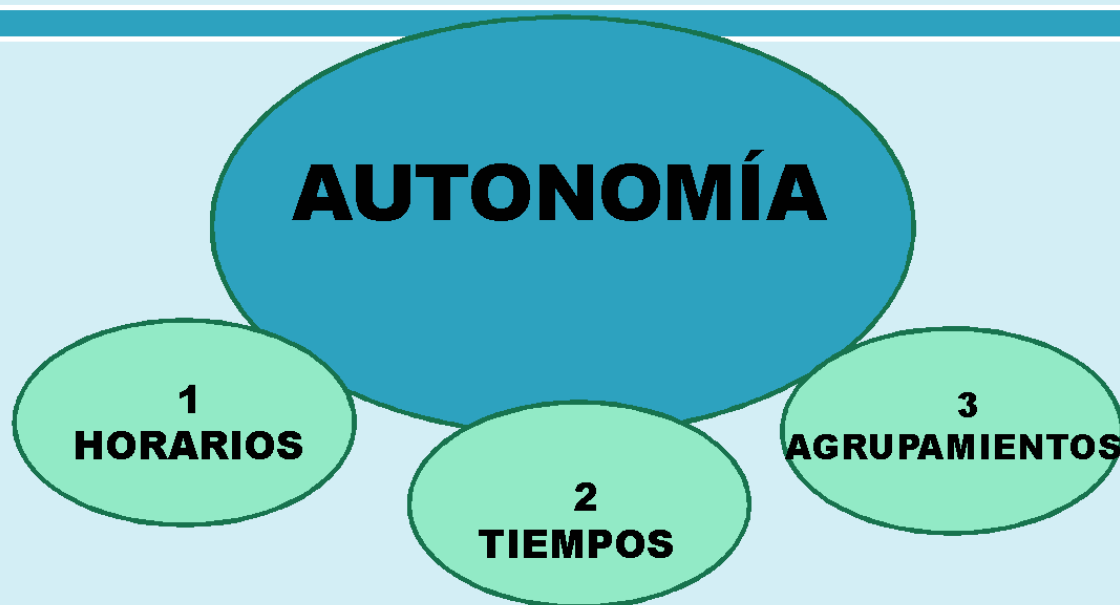 AUTONOMÍA
1
HORARIOS
2
TIEMPOS
3
AGRUPAMIENTOS